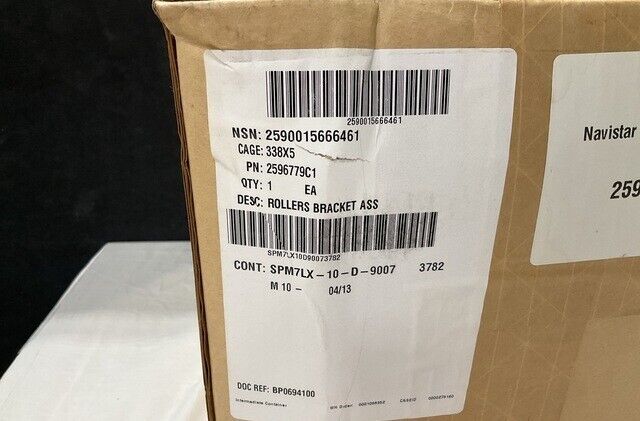 2590015666461
NSN: 2590015666461
CAGE: 338X5
PN: 2596779C1
QTY: 1 EA
DESC: ROLLERS BRACKET ASS
SPM7LX10D90073782
CONT: SPM7LX-10-D-9007 3782
M 10- 04/13
DOC REF: BP0694100
Intermediate Container
Navistar
259